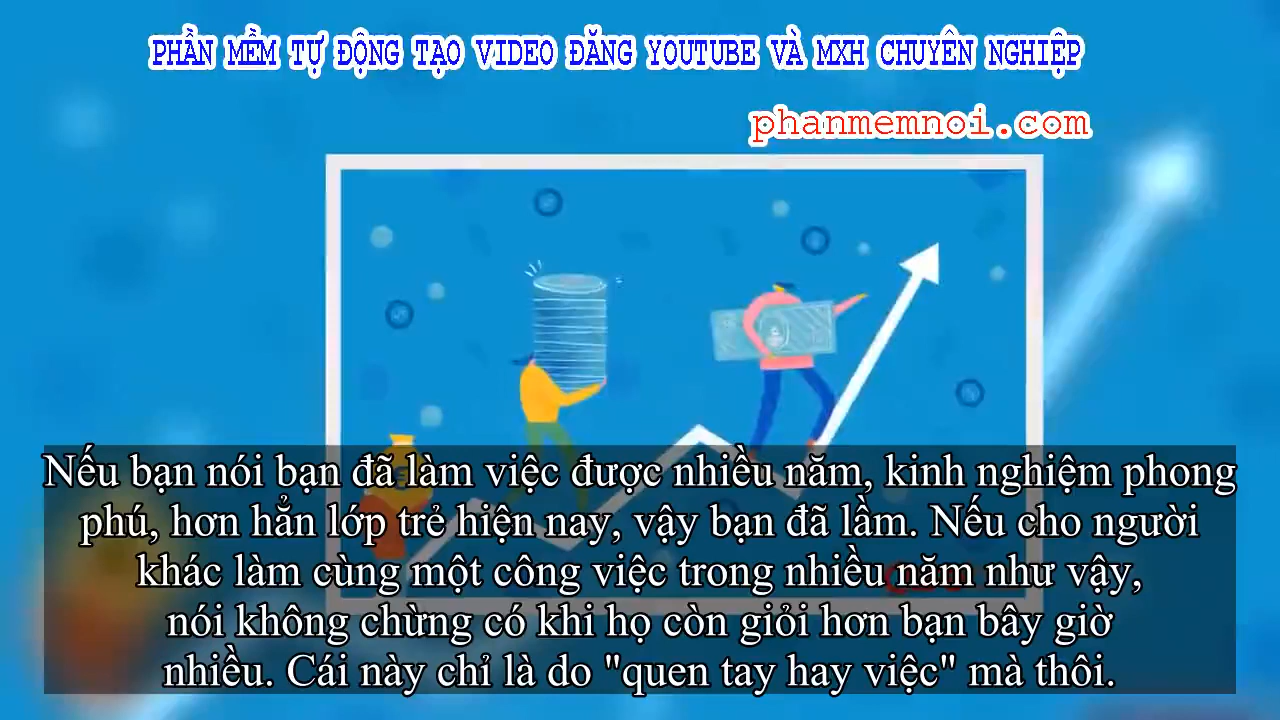 PHẦN MỀM TỰ ĐỘNG TẠO VIDEO ĐĂNG YOUTUBE VÀ MXH CHUYÊN NGHIỆP
phanmemnoi.com
Nếu bạn nói bạn đã làm việc được nhiều năm, kinh nghiệm phong
phú, hơn hẳn lớp trẻ hiện nay, vậy bạn đã lầm. Nếu cho người
khác làm cùng một công việc trong nhiều năm như vậy,
nói không chừng có khi họ còn giỏi hơn bạn bây giờ
nhiều. Cái này chỉ là do "quen tay hay việc" mà thôi.